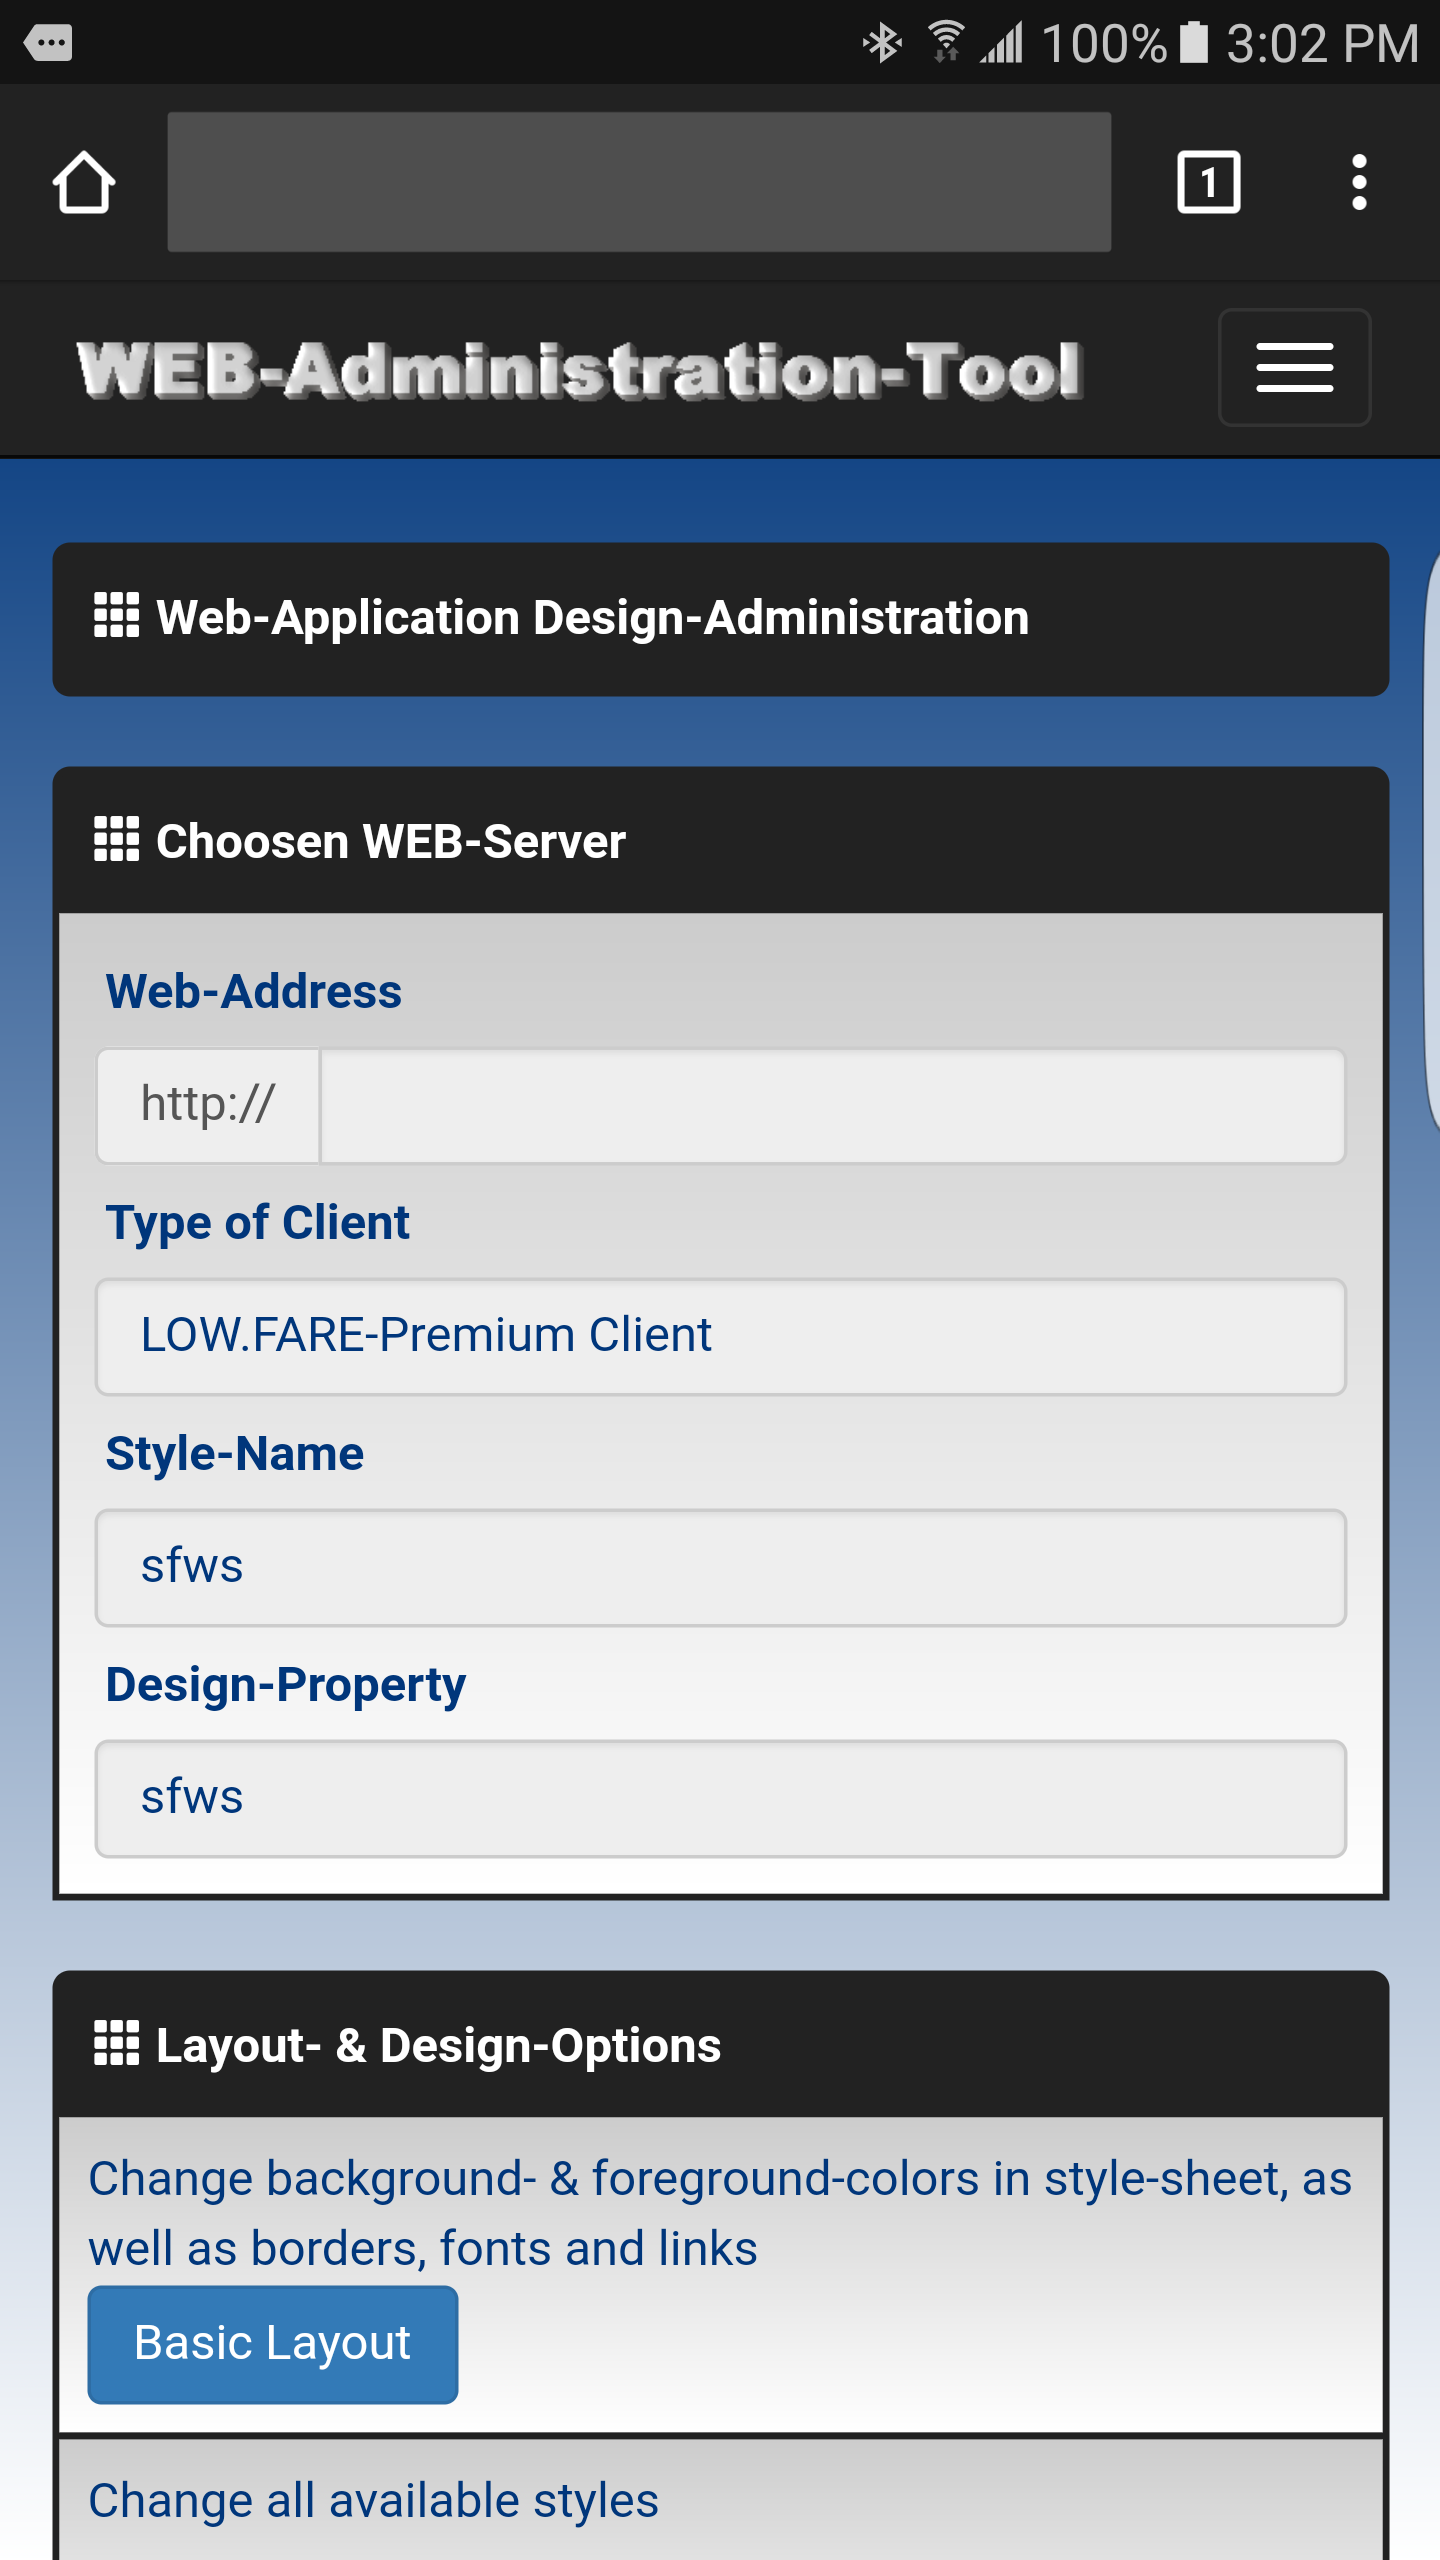 100% 3:02 PM
1
WEB-Administration-Tool
Web-Application Design-Administration
Choosen WEB-Server
Web-Address
http://
Type of Client
LOW.FARE-Premium Client
Style-Name
sfws
Design-Property
sfws
Layout- & Design-Options
Change background- & foreground-colors in style-sheet, as
well as borders, fonts and links
Basic Layout
Change all available styles